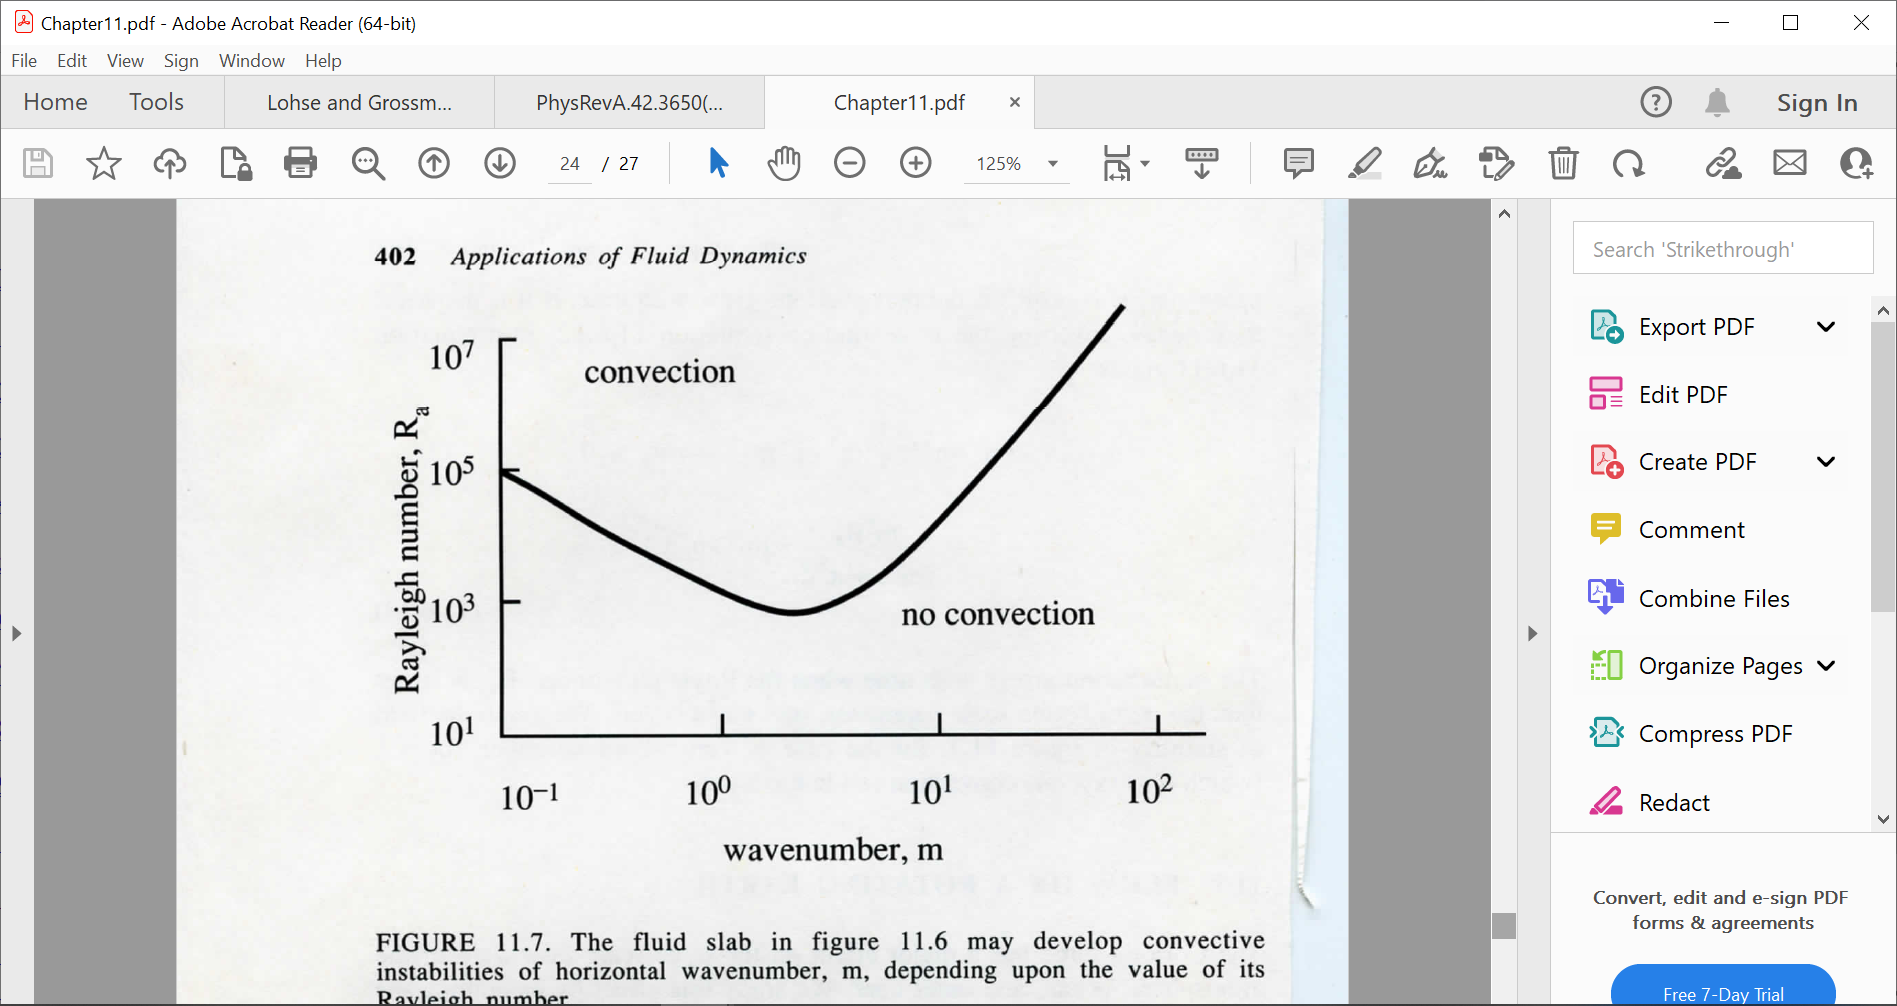 Chapter11.pdf - Adobe Acrobat Reader (64-bit)
File Edit View Sign Window Help
Home Tools Lohse and Grossm... PhysRevA.42.3650(... Chapter11.pdf × Sign In
24 / 27 125%
402 Applications of Fluid Dynamics
10⁷
convection
Rayleigh number, Rₐ
10⁵
10³
no convection
10¹
10⁻¹ 10⁰ 10¹ 10²
wavenumber, m
FIGURE 11.7. The fluid slab in figure 11.6 may develop convective
instabilities of horizontal wavenumber, m, depending upon the value of its
Rayleigh number
Search 'Strikethrough'
Export PDF
Edit PDF
Create PDF
Comment
Combine Files
Organize Pages
Compress PDF
Redact
Convert, edit and e-sign PDF
forms & agreements
Free 7-Day Trial